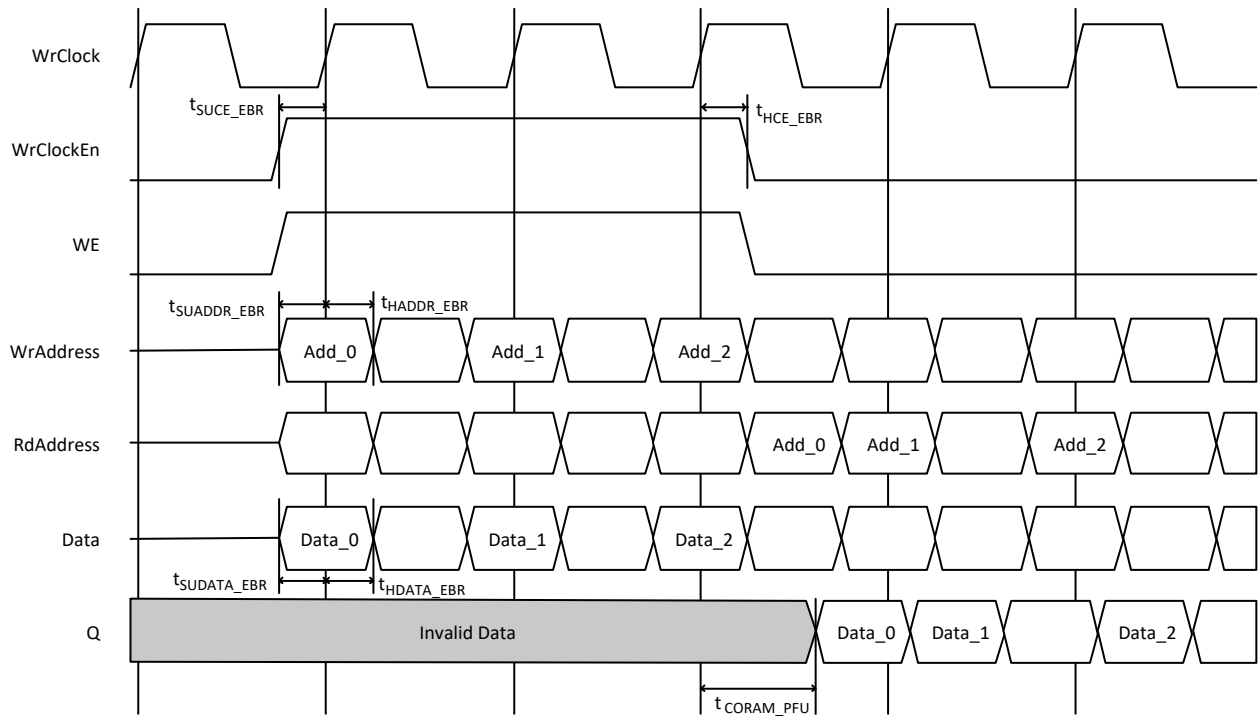 WrClock
tSUCE_EBR
tHCE_EBR
WrClockEn
WE
tSUADDR_EBR tHADDR_EBR
WrAddress Add_0 Add_1 Add_2
RdAddress Add_0 Add_1 Add_2
Data Data_0 Data_1 Data_2
tSUDATA_EBR tHDATA_EBR
Q Invalid Data Data_0 Data_1 Data_2
tCORAM_PFU